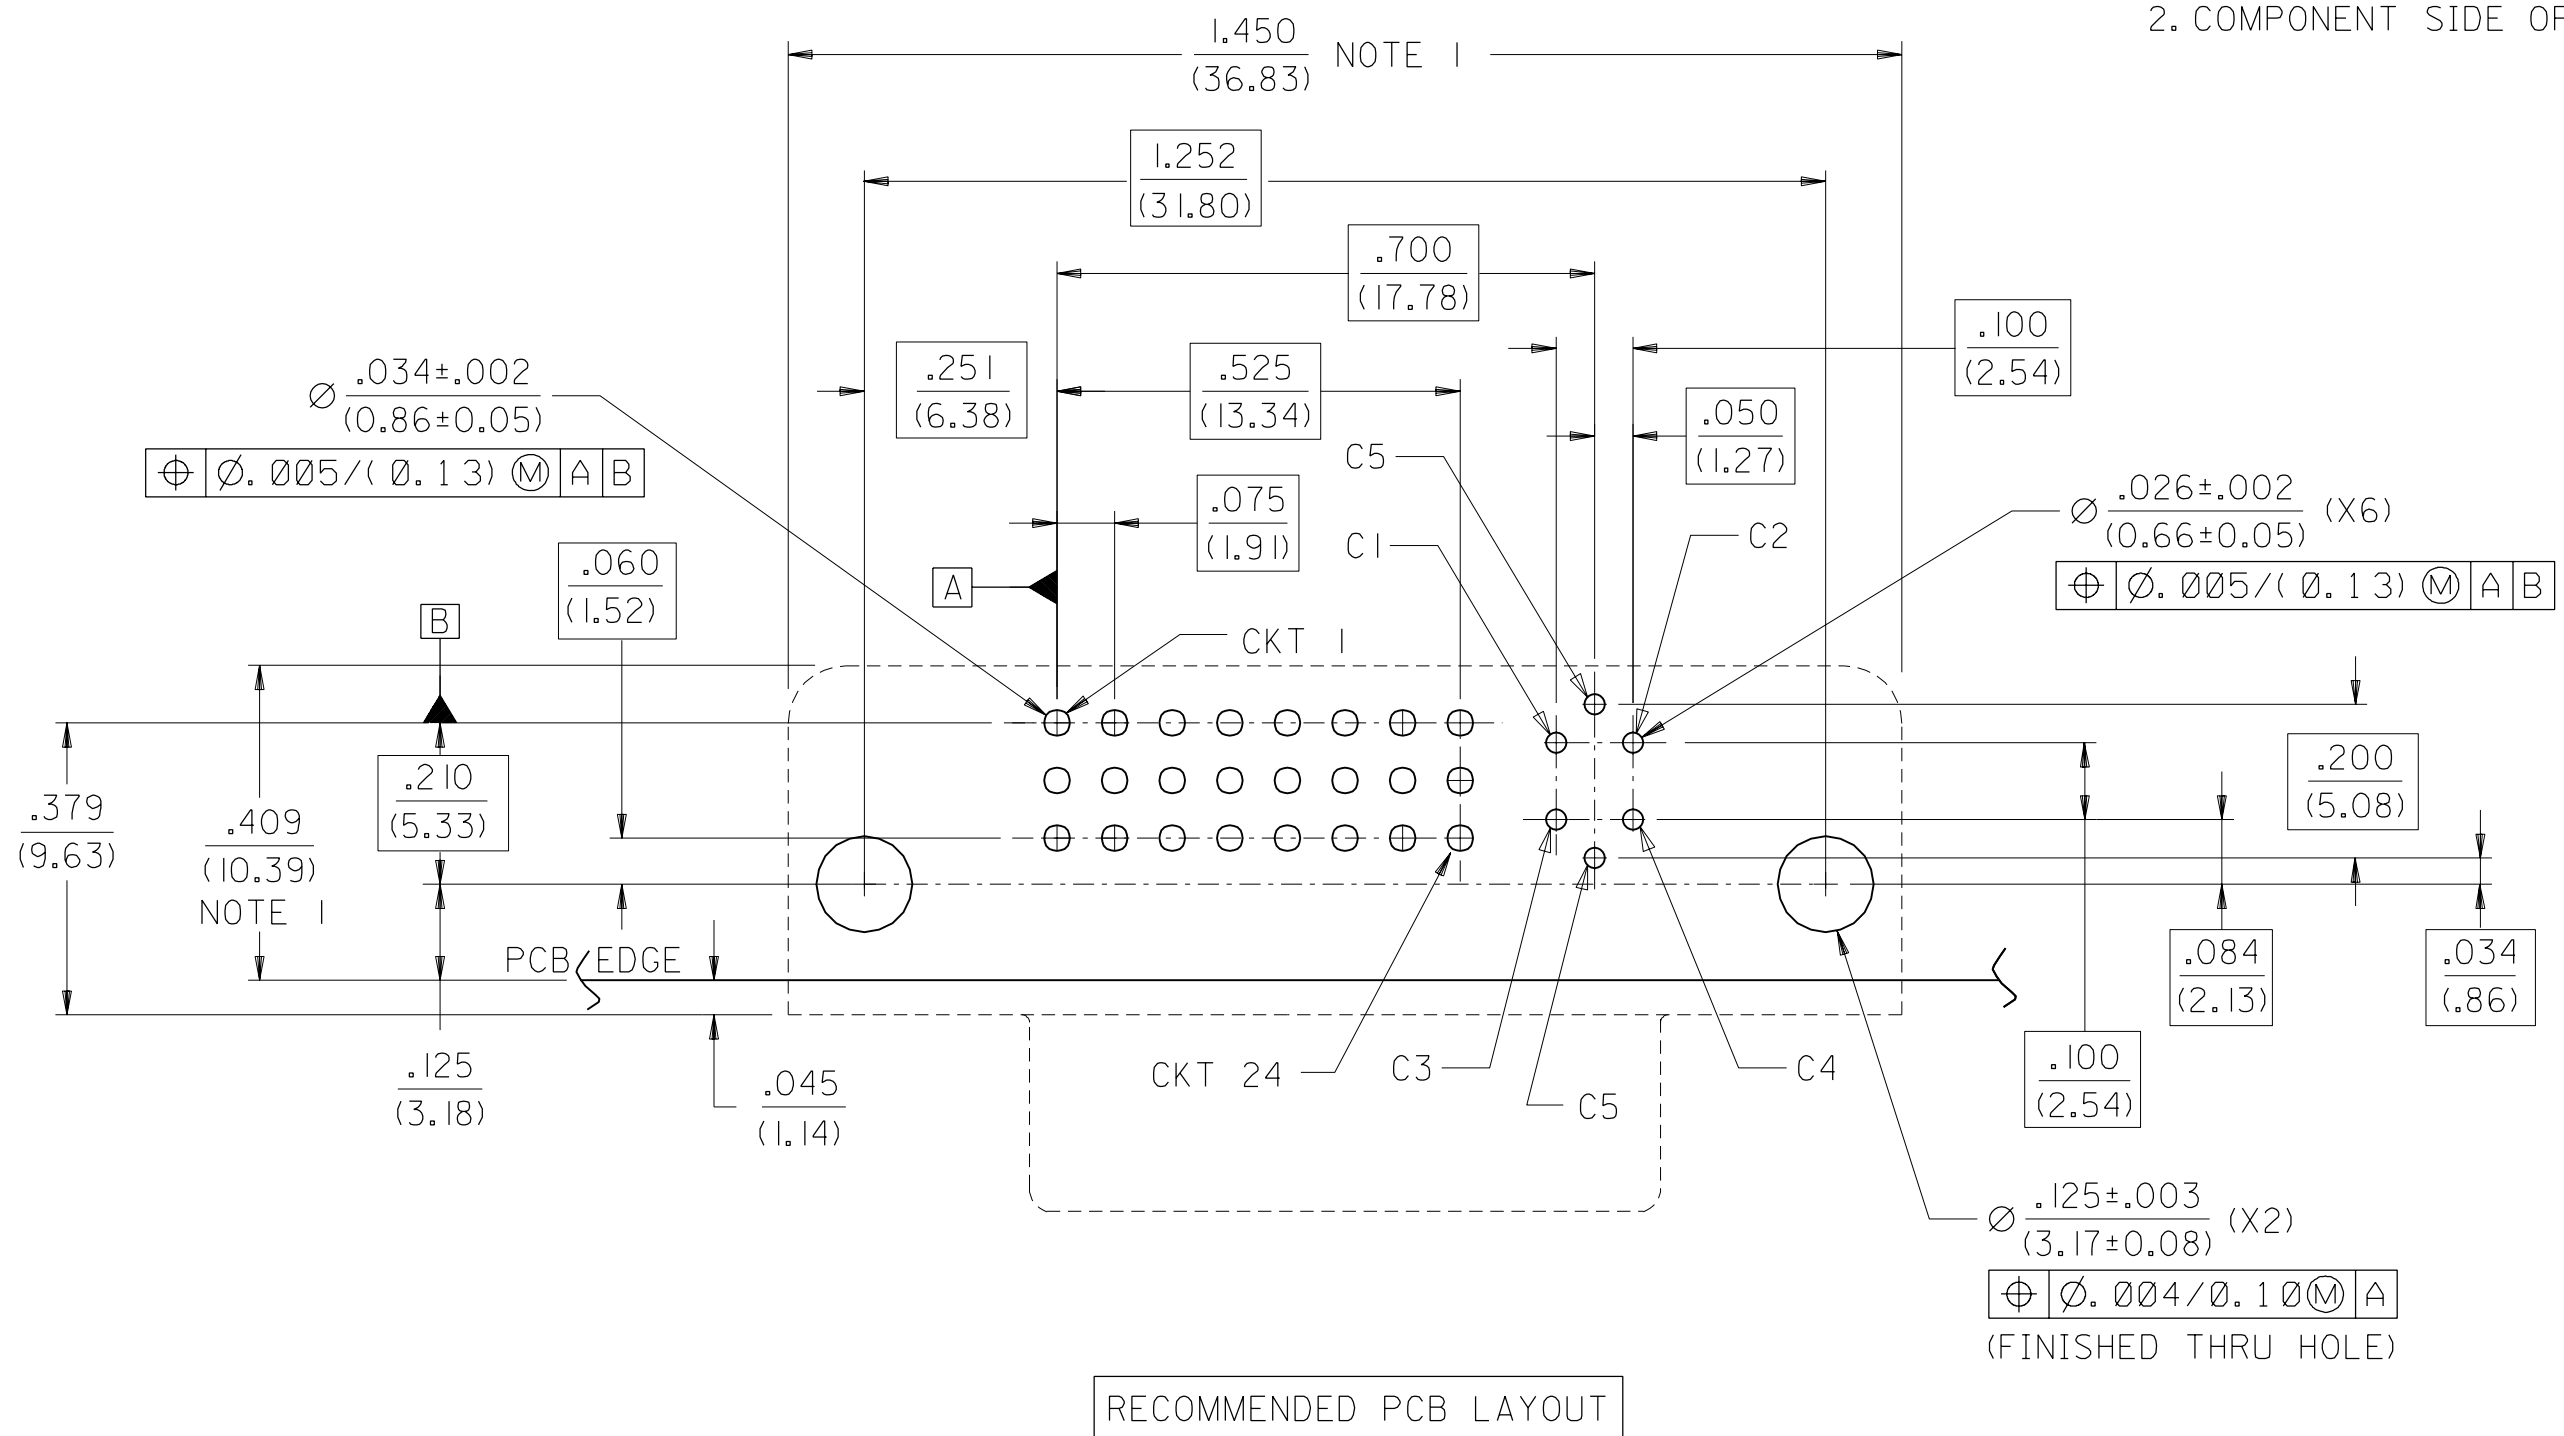 2. COMPONENT SIDE OF
1.450
(36.83)
NOTE 1
1.252
(31.80)
.700
(17.78)
.100
(2.54)
.251
(6.38)
.525
(13.34)
.050
(1.27)
Ø .034±.002
(0.86±0.05)
⌖ Ø.005/(0.13) Ⓜ A B
C5
.075
(1.91)
C1
C2
Ø .026±.002 (X6)
(0.66±0.05)
⌖ Ø.005/(0.13) Ⓜ A B
.060
(1.52)
A
B
CKT 1
.210
(5.33)
.200
(5.08)
.379
(9.63)
.409
(10.39)
NOTE 1
PCB EDGE
.084
(2.13)
.034
(.86)
.125
(3.18)
.045
(1.14)
CKT 24
C3
C5
C4
.100
(2.54)
Ø .125±.003 (X2)
(3.17±0.08)
⌖ Ø.004/0.10Ⓜ A
(FINISHED THRU HOLE)
RECOMMENDED PCB LAYOUT